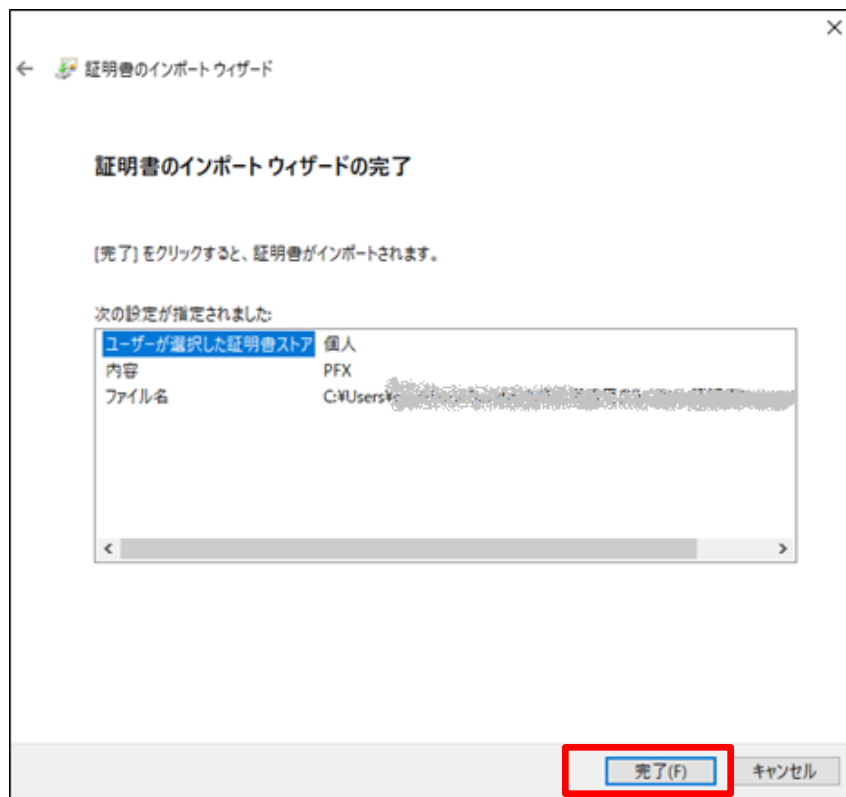 証明書のインポート ウィザード
証明書のインポート ウィザードの完了
[完了] をクリックすると、証明書がインポートされます。
次の設定が指定されました:
ユーザーが選択した証明書ストア 個人
内容 PFX
ファイル名 C:¥Users¥
完了(F) キャンセル